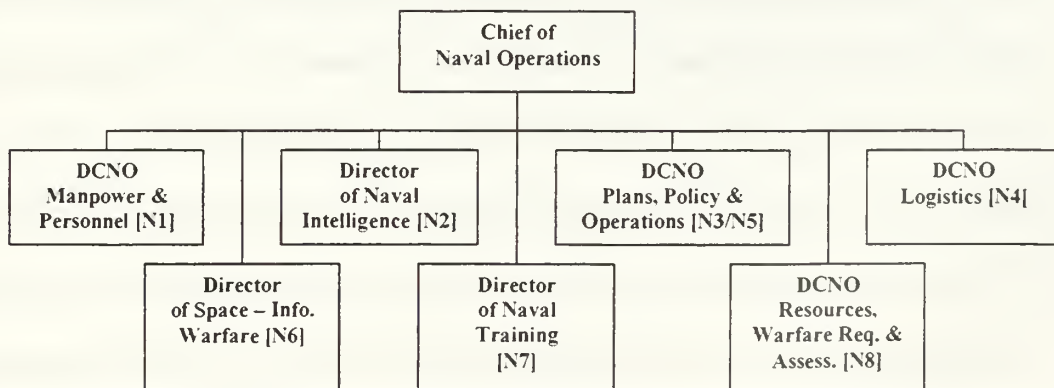 Chief of
Naval Operations
DCNO
Manpower &
Personnel [N1]
Director
of Naval
Intelligence [N2]
DCNO
Plans, Policy &
Operations [N3/N5]
DCNO
Logistics [N4[
Director
of Space – Info.
Warfare [N6]
Director
of Naval
Training
[N7]
DCNO
Resources,
Warfare Req. &
Assess. [N8]